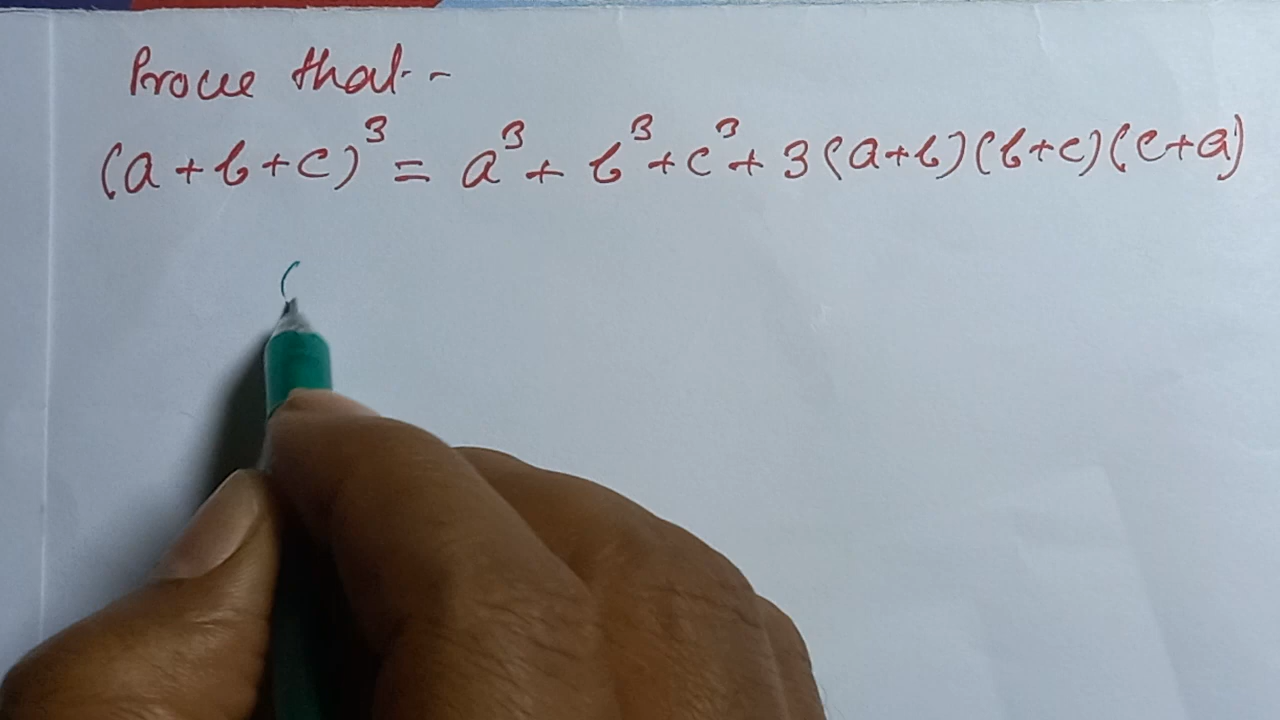 Prove that:-
(a+b+c)³ = a³ + b³ + c³ + 3(a+b)(b+c)(c+a)
(